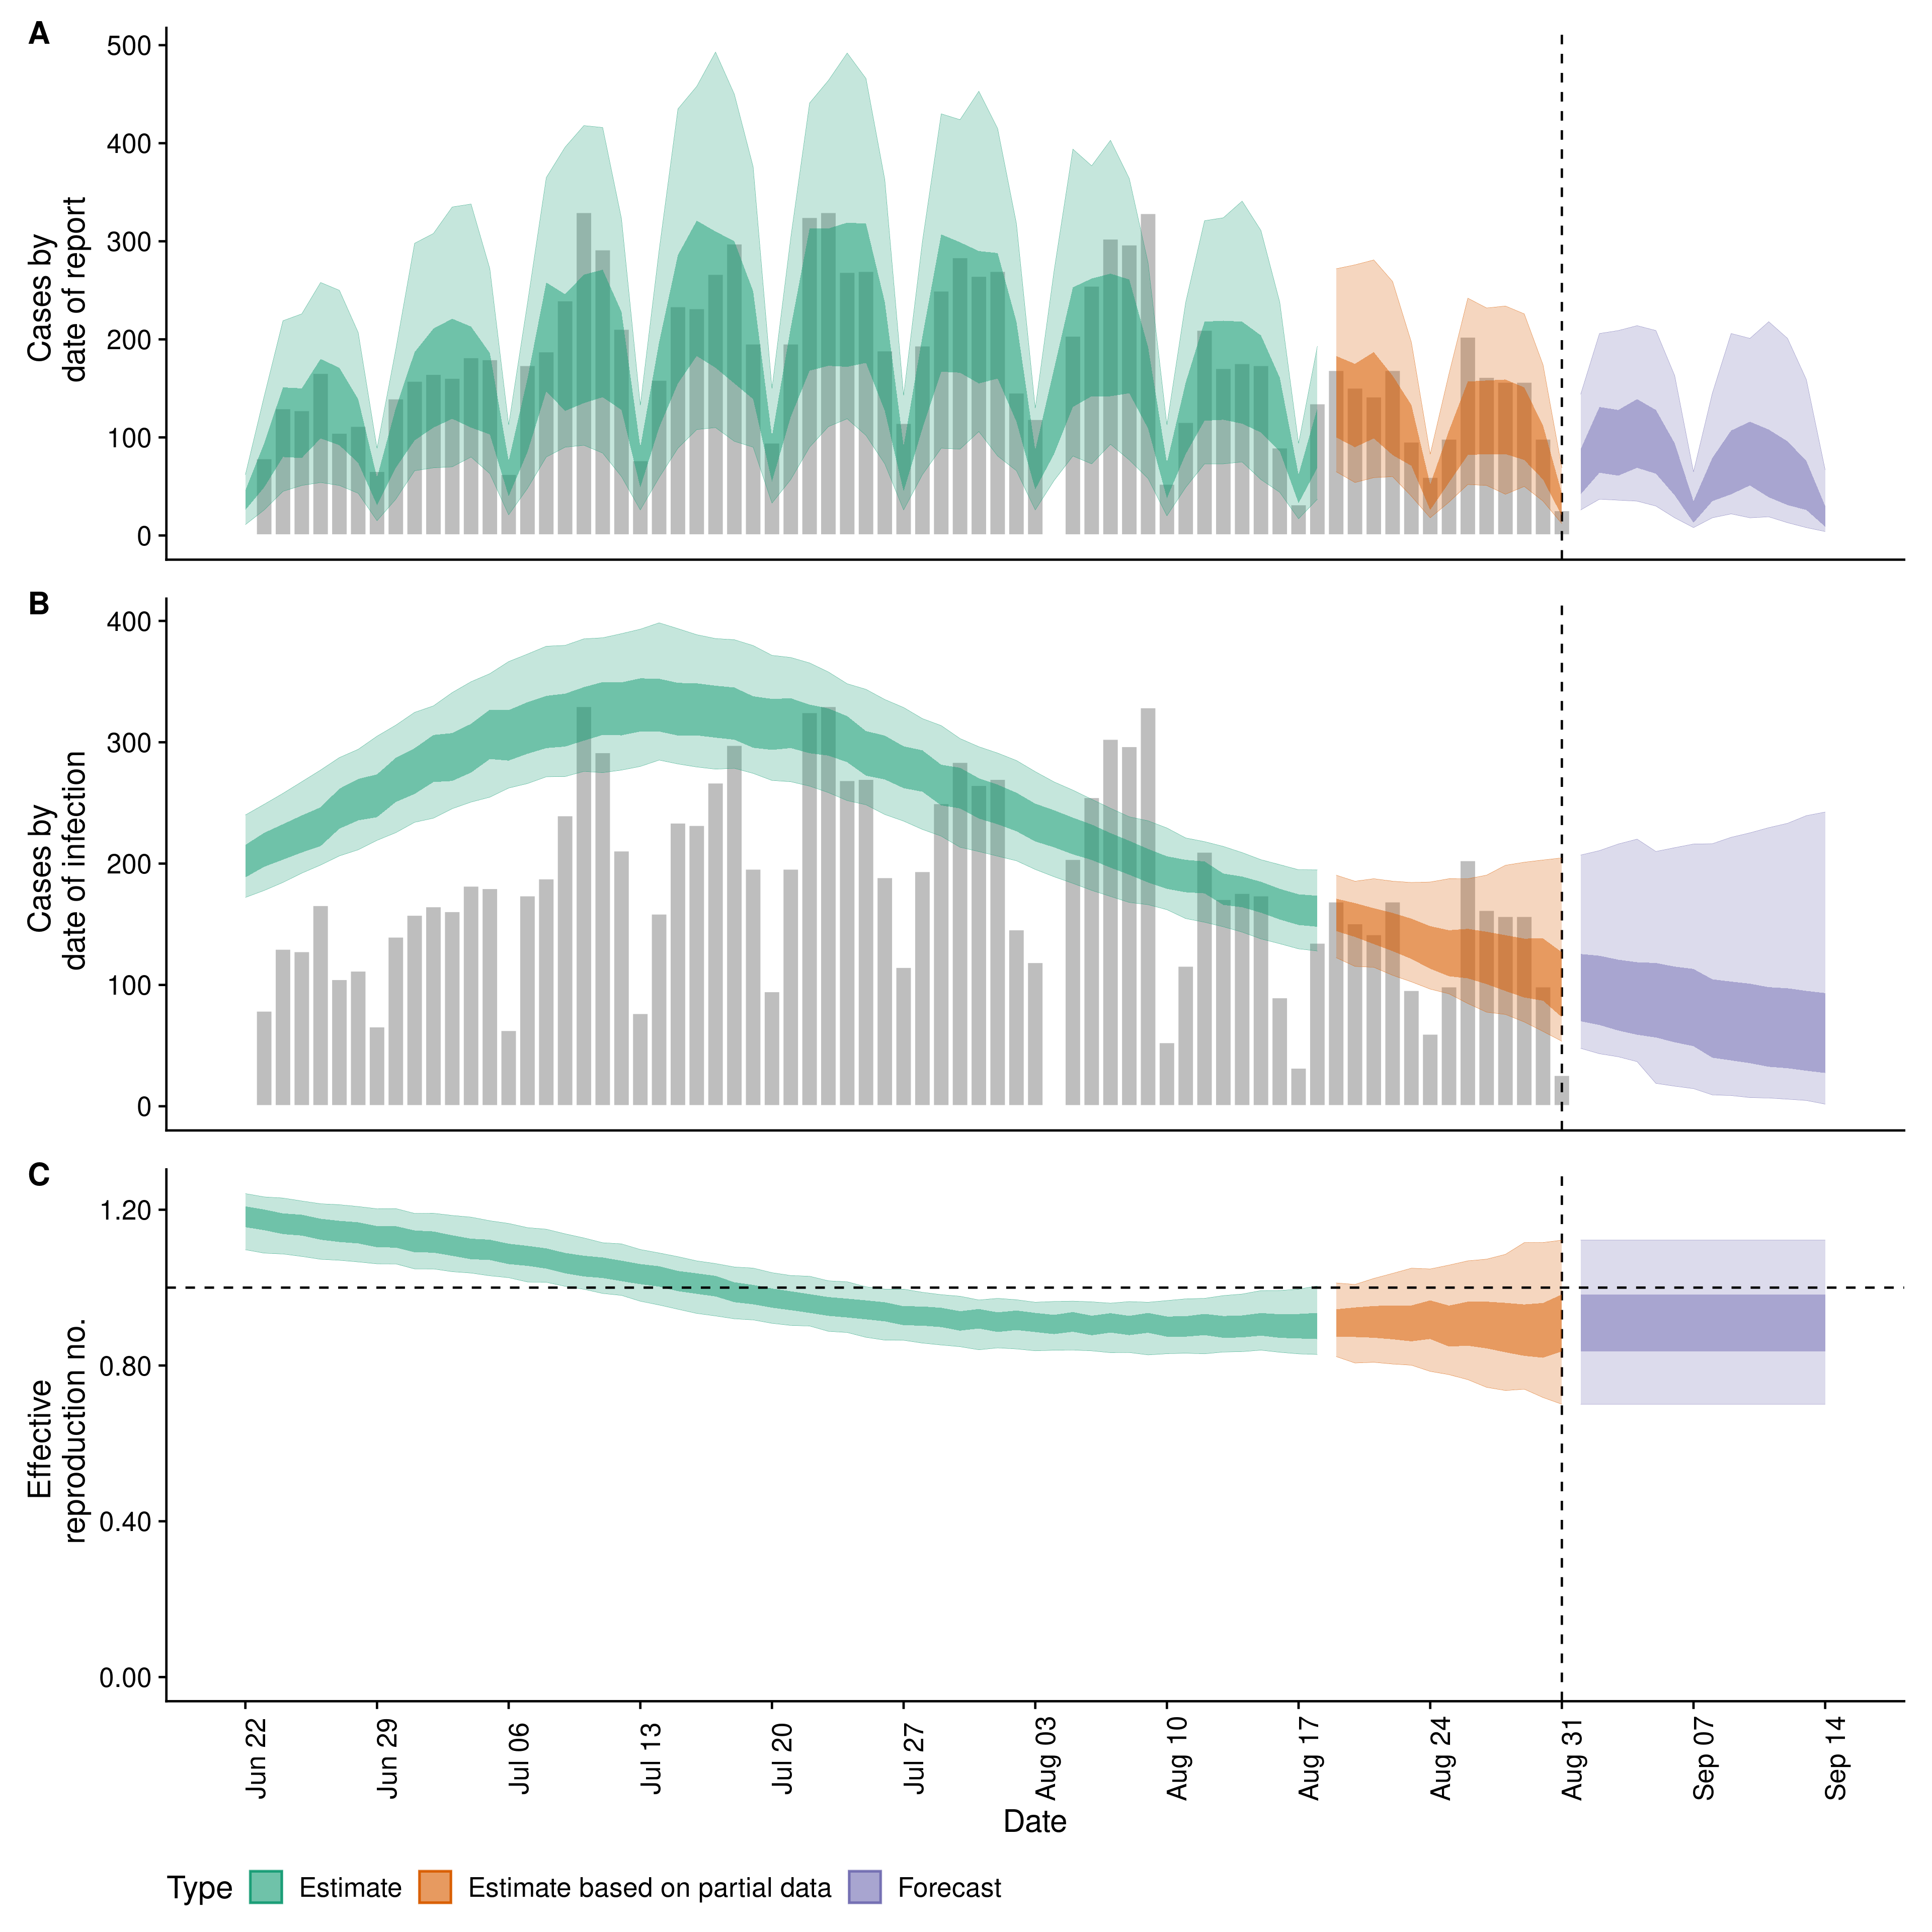 A
500
400
300
200
100
0
Cases by
date of report
B
400
300
200
100
0
Cases by
date of infection
C
1.20
0.80
0.40
0.00
Effective
reproduction no.
Jun 22
Jun 29
Jul 06
Jul 13
Jul 20
Jul 27
Aug 03
Aug 10
Aug 17
Aug 24
Aug 31
Sep 07
Sep 14
Date
Type Estimate Estimate based on partial data Forecast